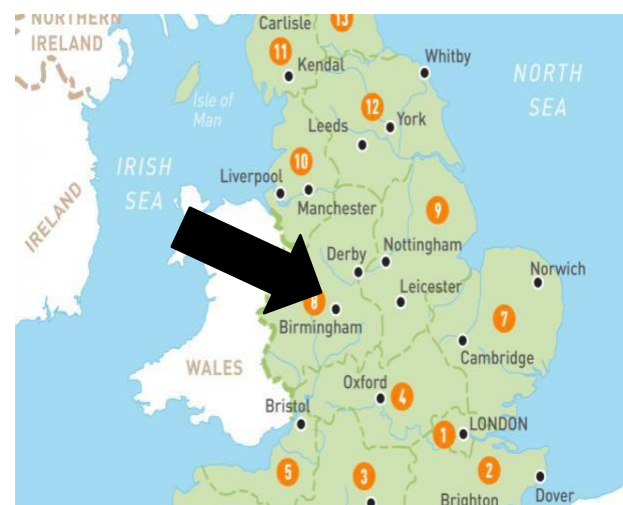 NORTHERN
IRELAND
Carlisle
13
11
Kendal
Whitby
NORTH
SEA
Isle of
Man
12
York
Leeds
IRISH
SEA
10
Liverpool
Manchester
IRELAND
9
Derby
Nottingham
Norwich
Leicester
8
Birmingham
7
Cambridge
WALES
Oxford
4
Bristol
1
LONDON
5
3
2
Brighton
Dover